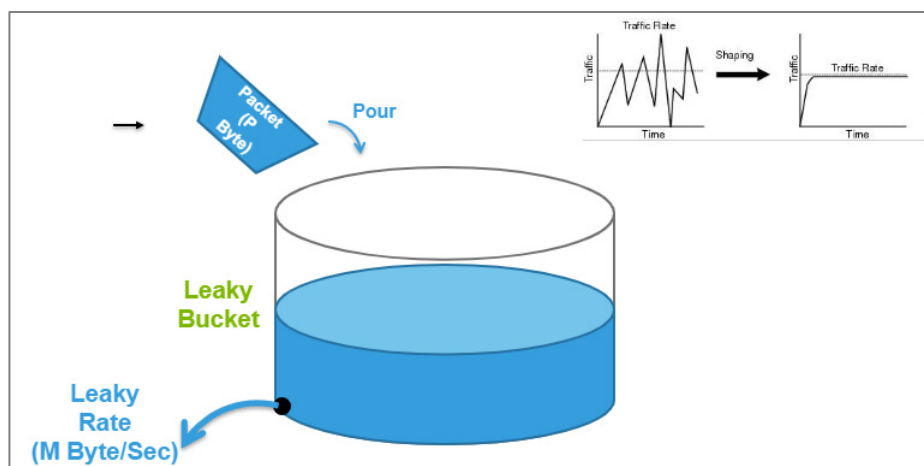 Packet
(P
Byte)
Pour
Leaky
Bucket
Leaky
Rate
(M Byte/Sec)
Traffic Rate
Traffic
Time
Shaping
Traffic Rate
Traffic
Time